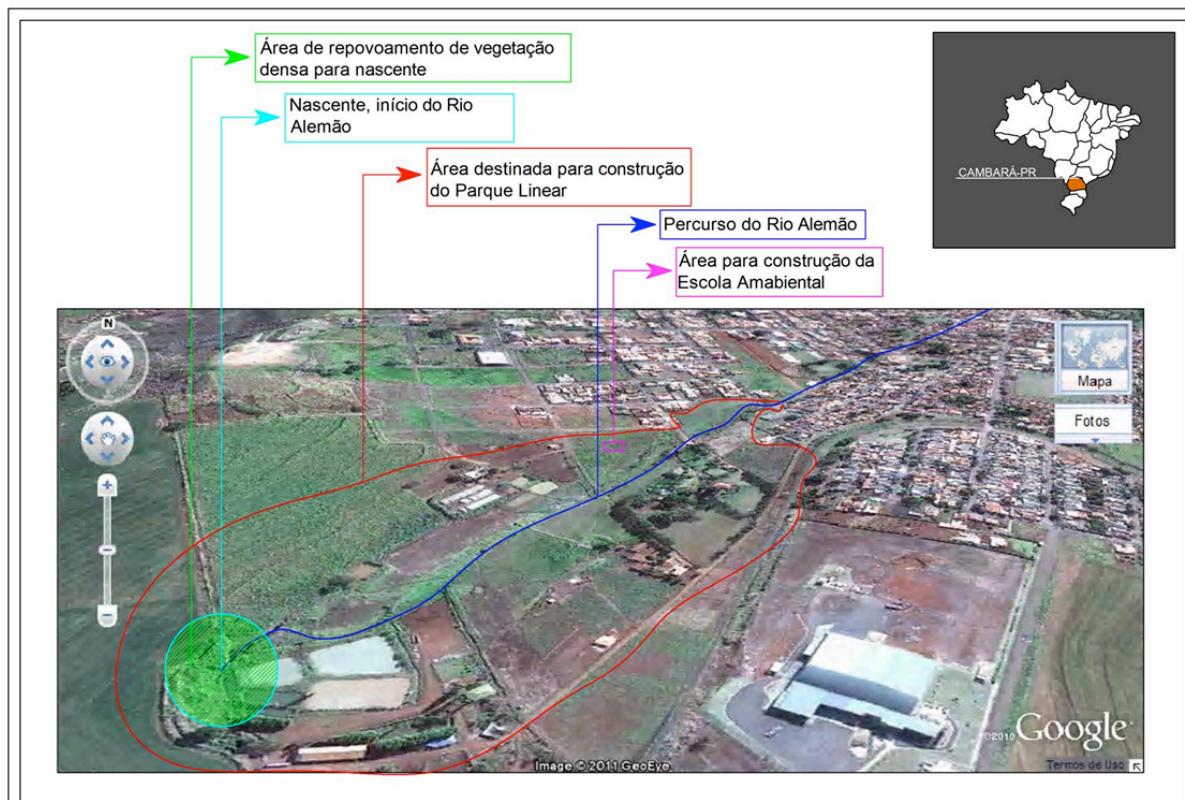 Área de repovoamento de vegetação
densa para nascente
Nascente, início do Rio
Alemão
Área destinada para construção
do Parque Linear
Percurso do Rio Alemão
Área para construção da
Escola Amabiental
CAMBARÁ-PR
N
Mapa
Fotos
©2010 Google
Image © 2011 GeoEye
Termos de Uso